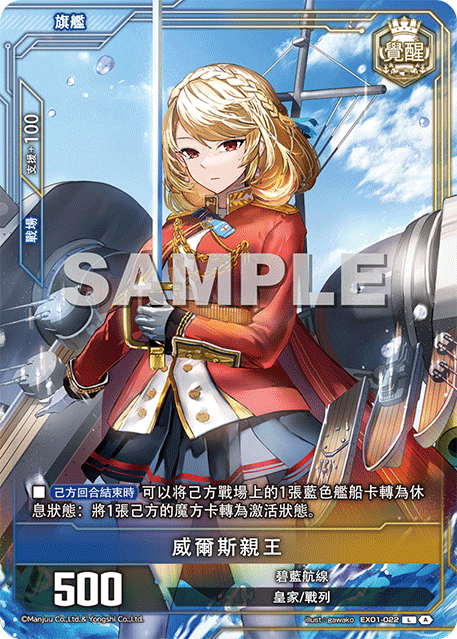 旗艦
覺醒
戰場 支援+100
SAMPLE
■ 己方回合結束時 可以将己方戰場上的1張藍色艦船卡轉為休
息狀態：將1張己方的魔方卡轉為激活狀態。
威爾斯親王
500
碧藍航線
皇家/戰列
©Manjuu Co.,Ltd.& Yongshi Co.,Ltd. illust : gawako EX01-022 L A